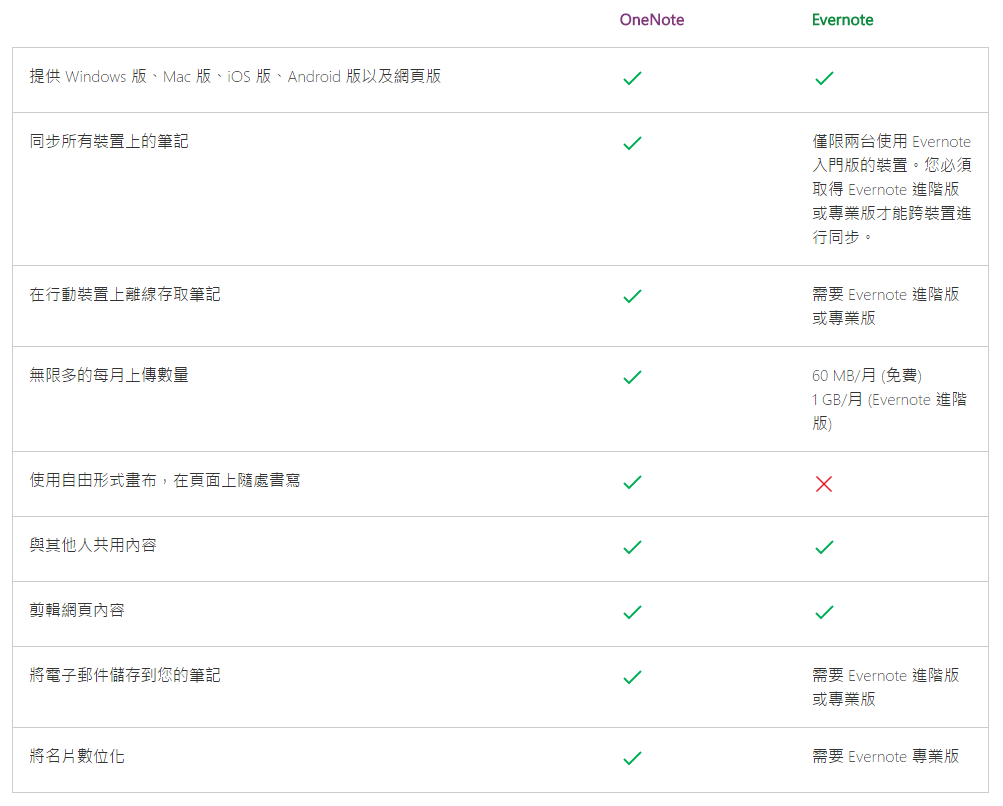 OneNote Evernote
提供 Windows 版、Mac 版、iOS 版、Android 版以及網頁版
同步所有裝置上的筆記
僅限兩台使用 Evernote
入門版的裝置。您必須
取得 Evernote 進階版
或專業版才能跨裝置進
行同步。
在行動裝置上離線存取筆記
需要 Evernote 進階版
或專業版
無限多的每月上傳數量
60 MB/月 (免費)
1 GB/月 (Evernote 進階
版)
使用自由形式畫布，在頁面上隨處書寫
與其他人共用內容
剪輯網頁內容
將電子郵件儲存到您的筆記
需要 Evernote 進階版
或專業版
將名片數位化
需要 Evernote 專業版